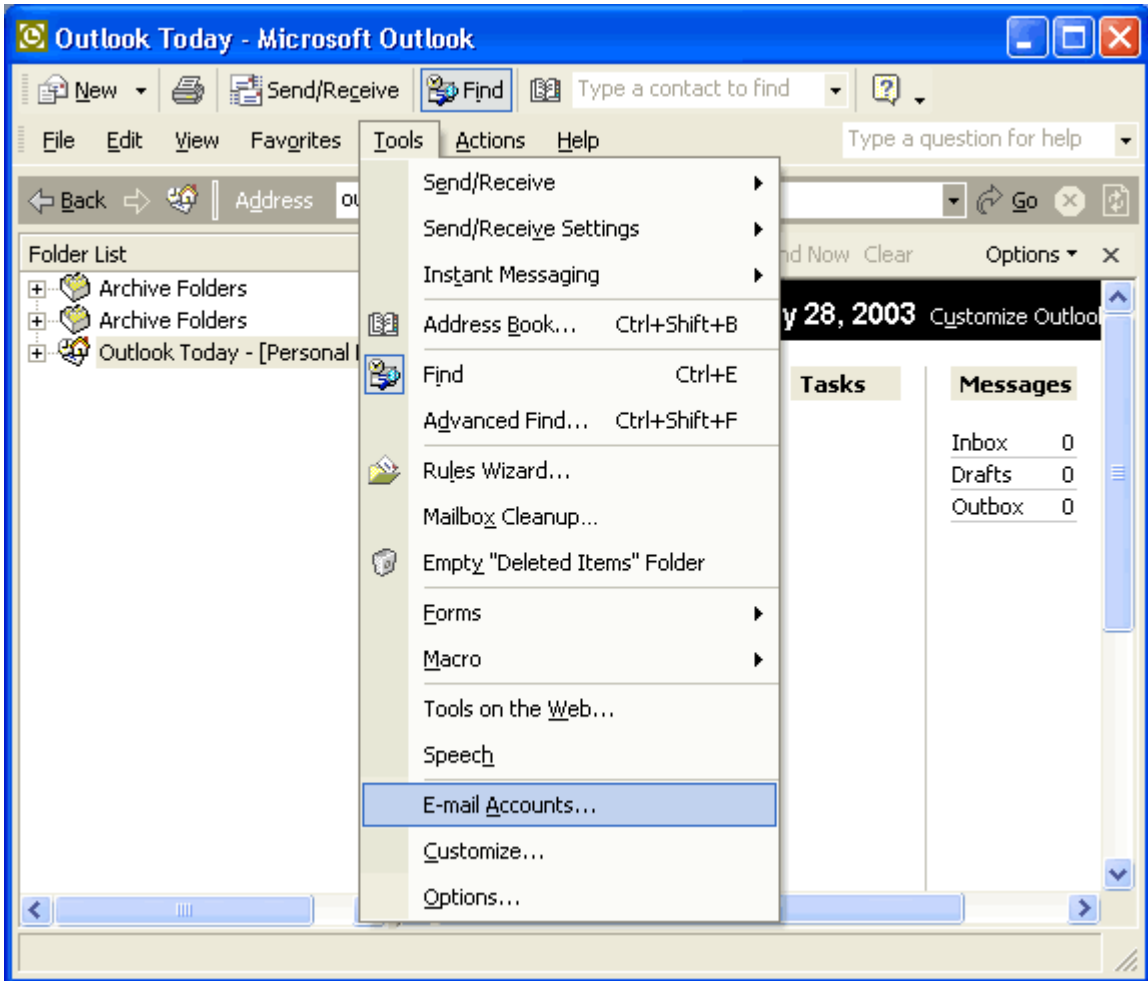 Outlook Today - Microsoft Outlook
New Send/Receive Find Type a contact to find
File Edit View Favorites Tools Actions Help Type a question for help
Back Address Go
Folder List
Archive Folders
Archive Folders
Outlook Today - [Personal
Send/Receive
Send/Receive Settings
Instant Messaging
Address Book... Ctrl+Shift+B
Find Ctrl+E
Advanced Find... Ctrl+Shift+F
Rules Wizard...
Mailbox Cleanup...
Empty "Deleted Items" Folder
Forms
Macro
Tools on the Web...
Speech
E-mail Accounts...
Customize...
Options...
Now Clear Options
28, 2003 Customize Outloo
Tasks Messages
Inbox 0
Drafts 0
Outbox 0